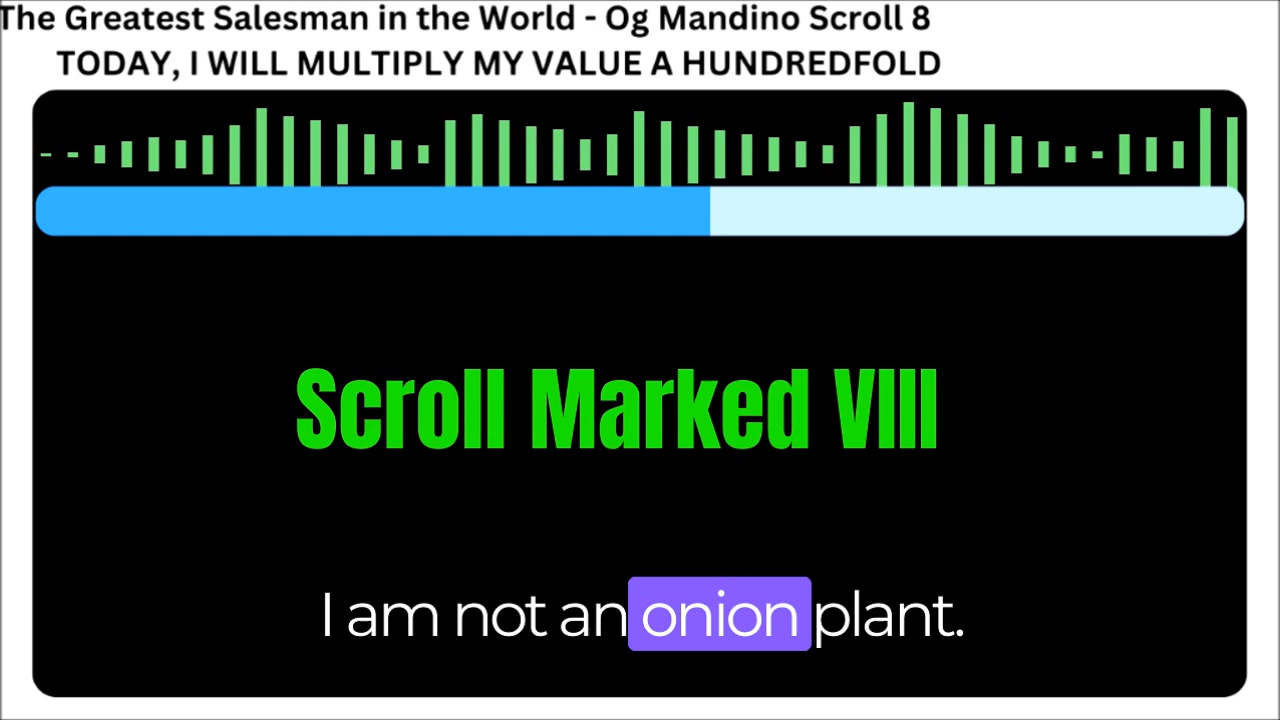 The Greatest Salesman in the World - Og Mandino Scroll 8
TODAY, I WILL MULTIPLY MY VALUE A HUNDREDFOLD
Scroll Marked VIII
I am not an onion plant.